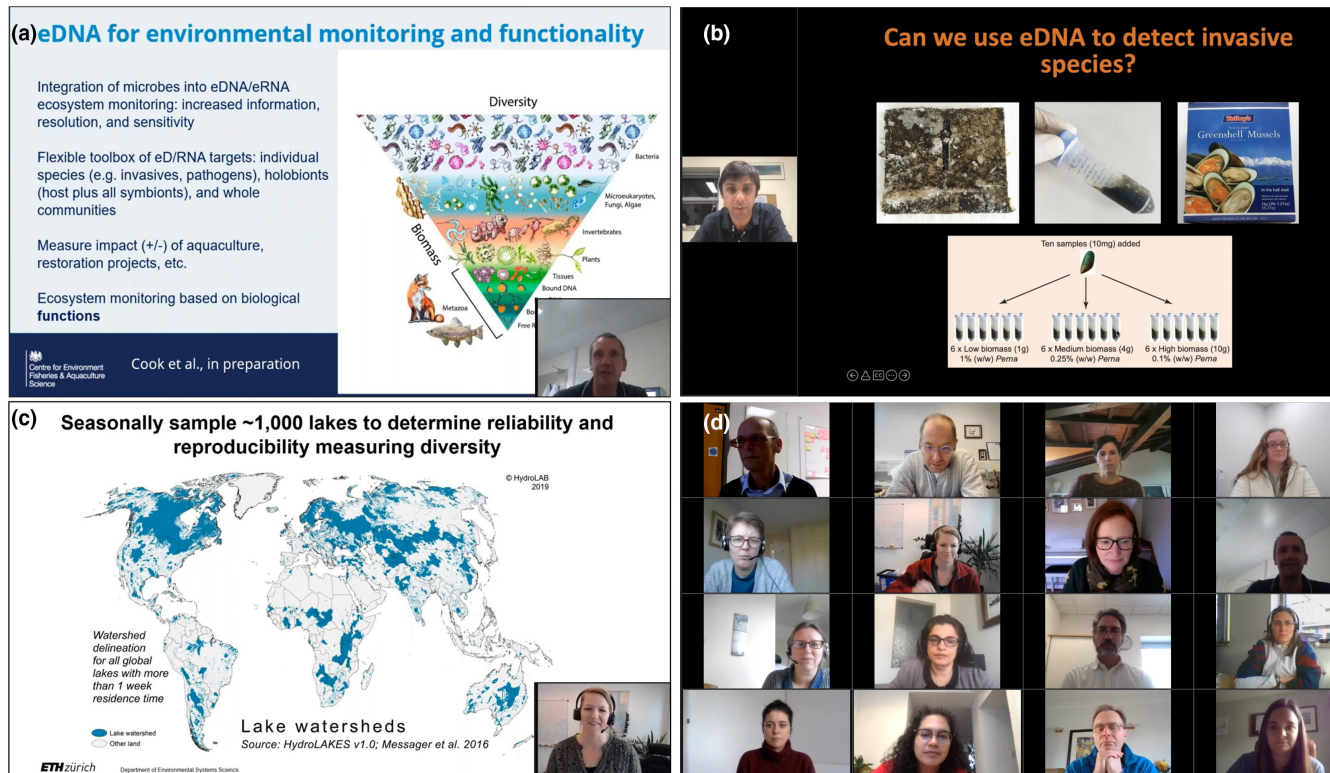 (a) eDNA for environmental monitoring and functionality
Integration of microbes into eDNA/eRNA
ecosystem monitoring: increased information,
resolution, and sensitivity
Flexible toolbox of eD/RNA targets: individual
species (e.g. invasives, pathogens), holobionts
(host plus all symbionts), and whole
communities
Measure impact (+/-) of aquaculture,
restoration projects, etc.
Ecosystem monitoring based on biological
functions
Centre for Environment
Fisheries & Aquaculture
Science
Cook et al., in preparation
Diversity
Bacteria
Microeukaryotes,
Fungi, Algae
Invertebrates
Plants
Tissues
Bound DNA
Bo
Free R
Biomass
Metazoa
(b)
Can we use eDNA to detect invasive
species?
Talley's
Greenshell Mussels
in the half shell
Ten samples (10mg) added
6 x Low biomass (1g)
1% (w/w) Perna
6 x Medium biomass (4g)
0.25% (w/w) Perna
6 x High biomass (10g)
0.1% (w/w) Perna
CC
(c)
Seasonally sample ~1,000 lakes to determine reliability and
reproducibility measuring diversity
© HydroLAB
2019
Watershed
delineation
for all global
lakes with more
than 1 week
residence time
Lake watershed
Other land
Lake watersheds
Source: HydroLAKES v1.0; Messager et al. 2016
ETH zürich
Department of Environmental Systems Science
(d)